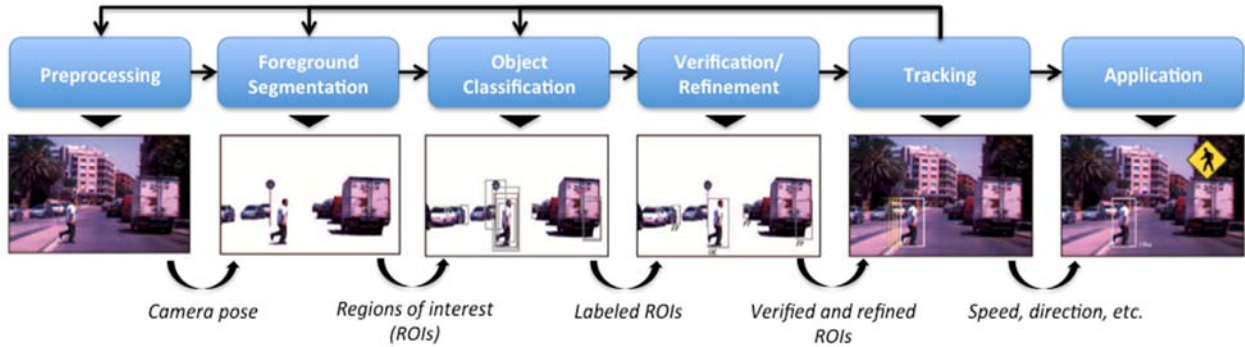 Preprocessing
Foreground
Segmentation
Object
Classification
Verification/
Refinement
Tracking
Application
Camera pose
Regions of interest
(ROIs)
Labeled ROIs
Verified and refined
ROIs
Speed, direction, etc.